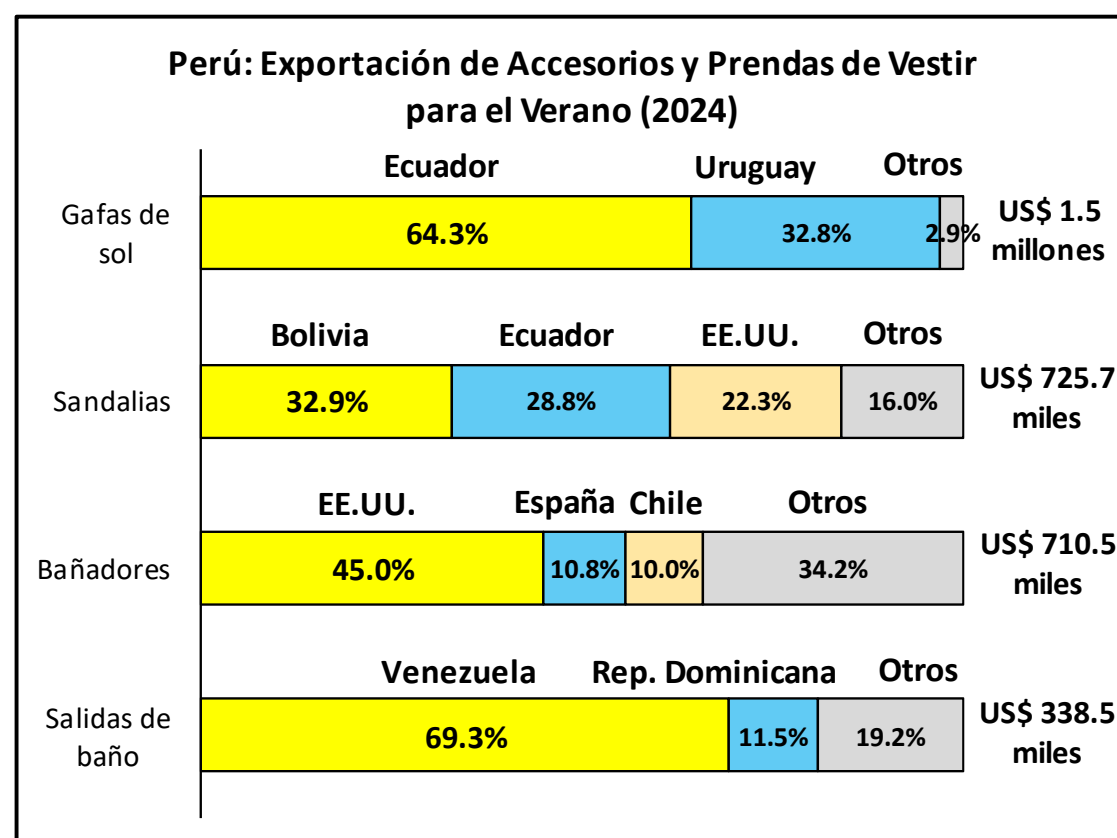 Perú: Exportación de Accesorios y Prendas de Vestir
para el Verano (2024)
Ecuador Uruguay Otros
Gafas de
sol
64.3% 32.8% 2.9%
US$ 1.5
millones
Bolivia Ecuador EE.UU. Otros
Sandalias
32.9% 28.8% 22.3% 16.0%
US$ 725.7
miles
EE.UU. España Chile Otros
Bañadores
45.0% 10.8% 10.0% 34.2%
US$ 710.5
miles
Venezuela Rep. Dominicana Otros
Salidas de
baño
69.3% 11.5% 19.2%
US$ 338.5
miles